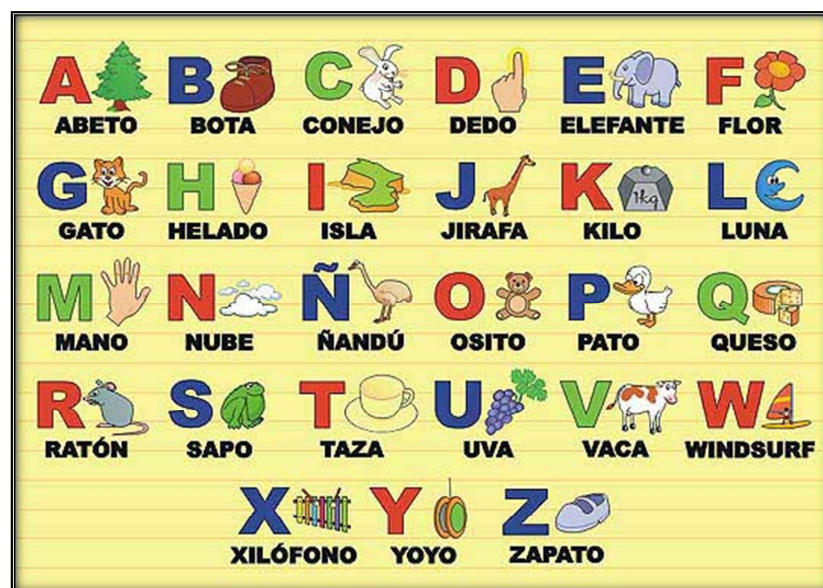 A B C D E F
ABETO BOTA CONEJO DEDO ELEFANTE FLOR
G H I J K 1kg L
GATO HELADO ISLA JIRAFA KILO LUNA
M N Ñ O P Q
MANO NUBE ÑANDÚ OSITO PATO QUESO
R S T U V W
RATÓN SAPO TAZA UVA VACA WINDSURF
X Y Z
XILÓFONO YOYO ZAPATO